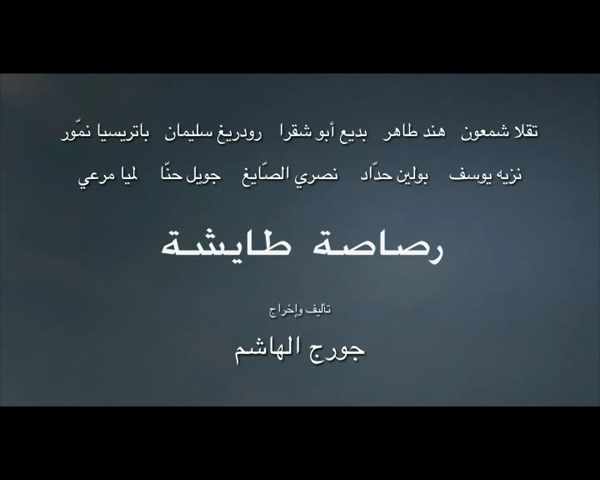 تقلا شمعون هند طاهر بديع أبو شقرا رودريغ سليمان باتريسيا نمّور
نزيه يوسف بولين حدّاد نصري الصّايغ جويل حنّا لميا مرعي
رصاصة طايشة
تأليف وإخراج
جورج الهاشم